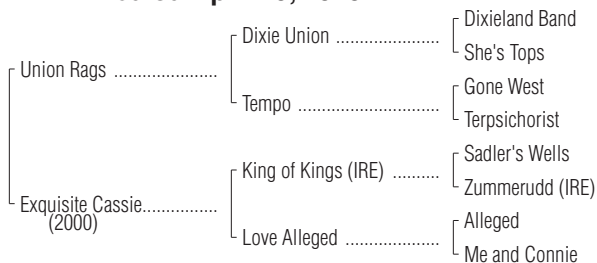 Dixieland Band
Dixie Union ....................
She's Tops
Union Rags ....................
Gone West
Tempo ...........................
Terpsichorist
Sadler's Wells
King of Kings (IRE) .........
Zummerudd (IRE)
Exquisite Cassie..............
(2000)
Alleged
Love Alleged ..................
Me and Connie